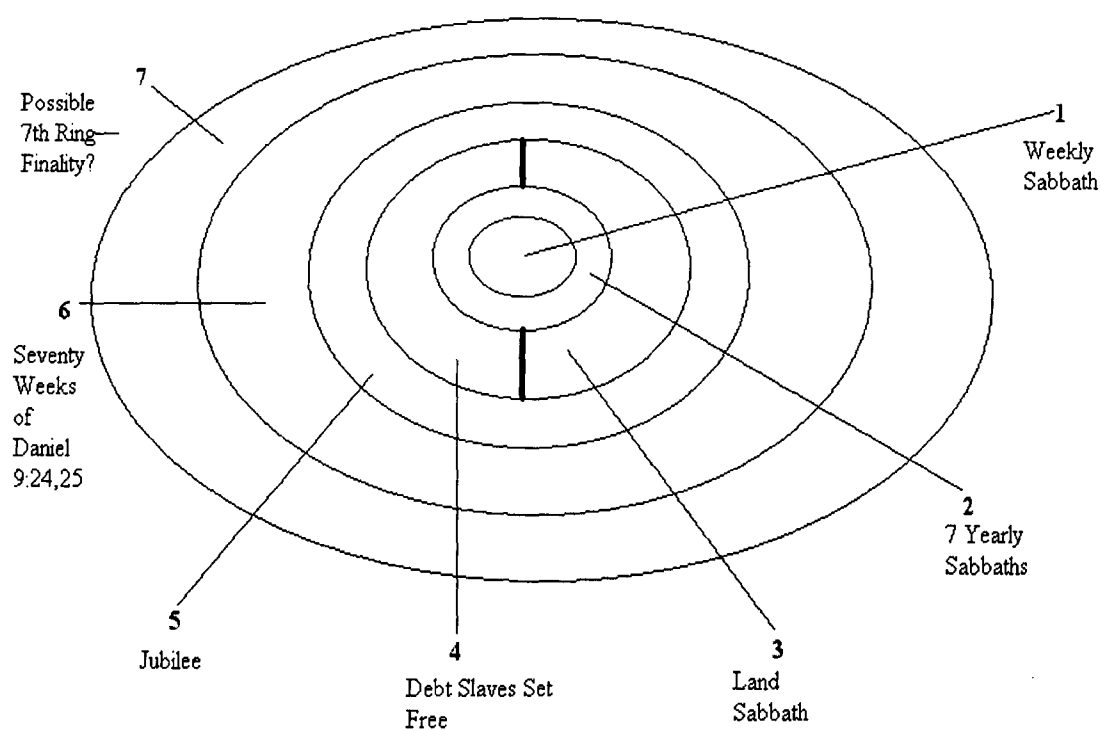 1
Weekly
Sabbath
2
7 Yearly
Sabbaths
3
Land
Sabbath
4
Debt Slaves Set
Free
5
Jubilee
6
Seventy
Weeks
of
Daniel
9:24,25
7
Possible
7th Ring—
Finality?